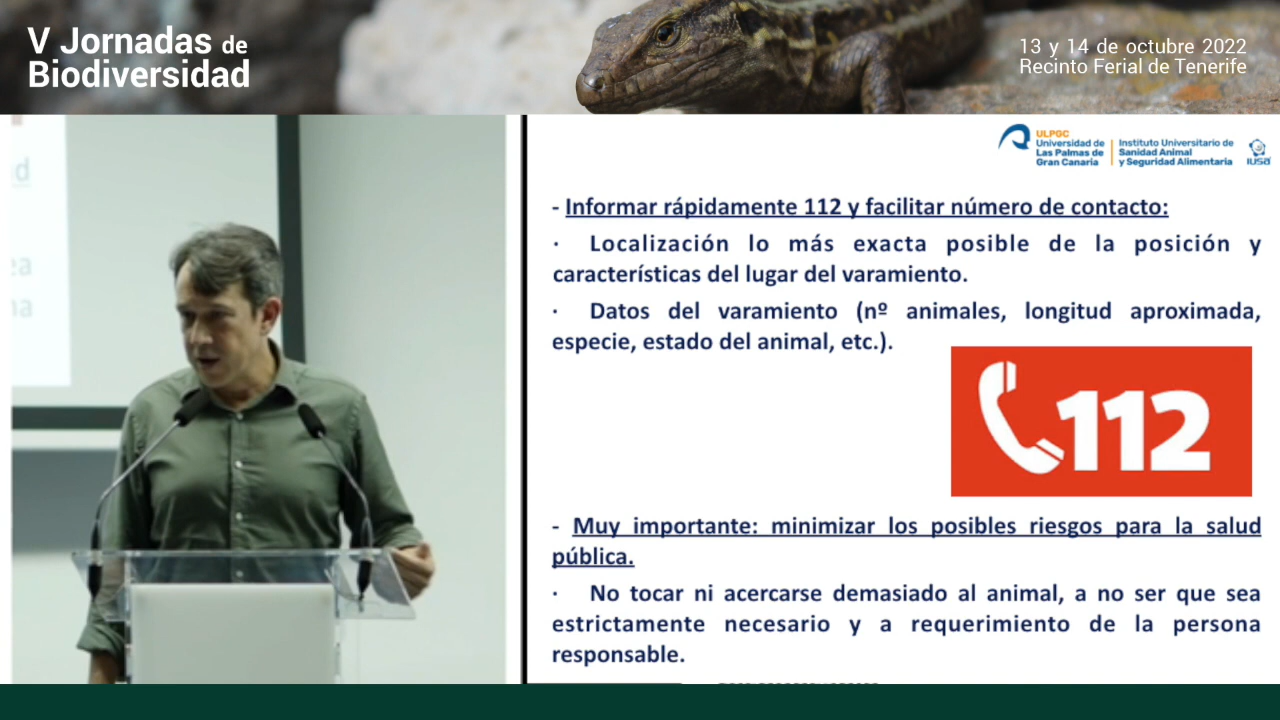 V Jornadas de
Biodiversidad
13 y 14 de octubre 2022
Recinto Ferial de Tenerife
ULPGC
Universidad de
Las Palmas de
Gran Canaria
Instituto Universitario de
Sanidad Animal
y Seguridad Alimentaria
IUSA
- Informar rápidamente 112 y facilitar número de contacto:
· Localización lo más exacta posible de la posición y
características del lugar del varamiento.
· Datos del varamiento (nº animales, longitud aproximada,
especie, estado del animal, etc.).
112
- Muy importante: minimizar los posibles riesgos para la salud
pública.
· No tocar ni acercarse demasiado al animal, a no ser que sea
estrictamente necesario y a requerimiento de la persona
responsable.